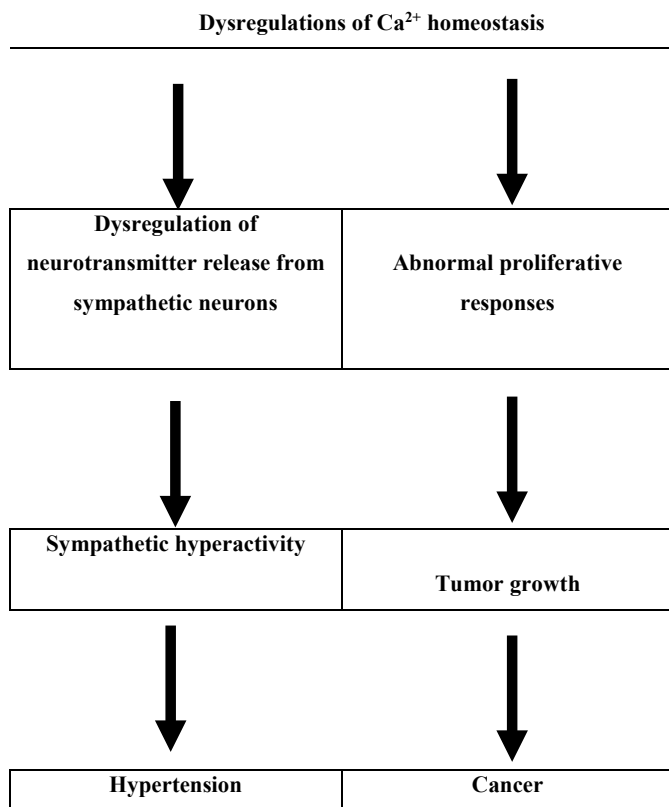 Dysregulations of Ca²⁺ homeostasis
Dysregulation of
neurotransmitter release from
sympathetic neurons
Abnormal proliferative
responses
Sympathetic hyperactivity
Tumor growth
Hypertension
Cancer